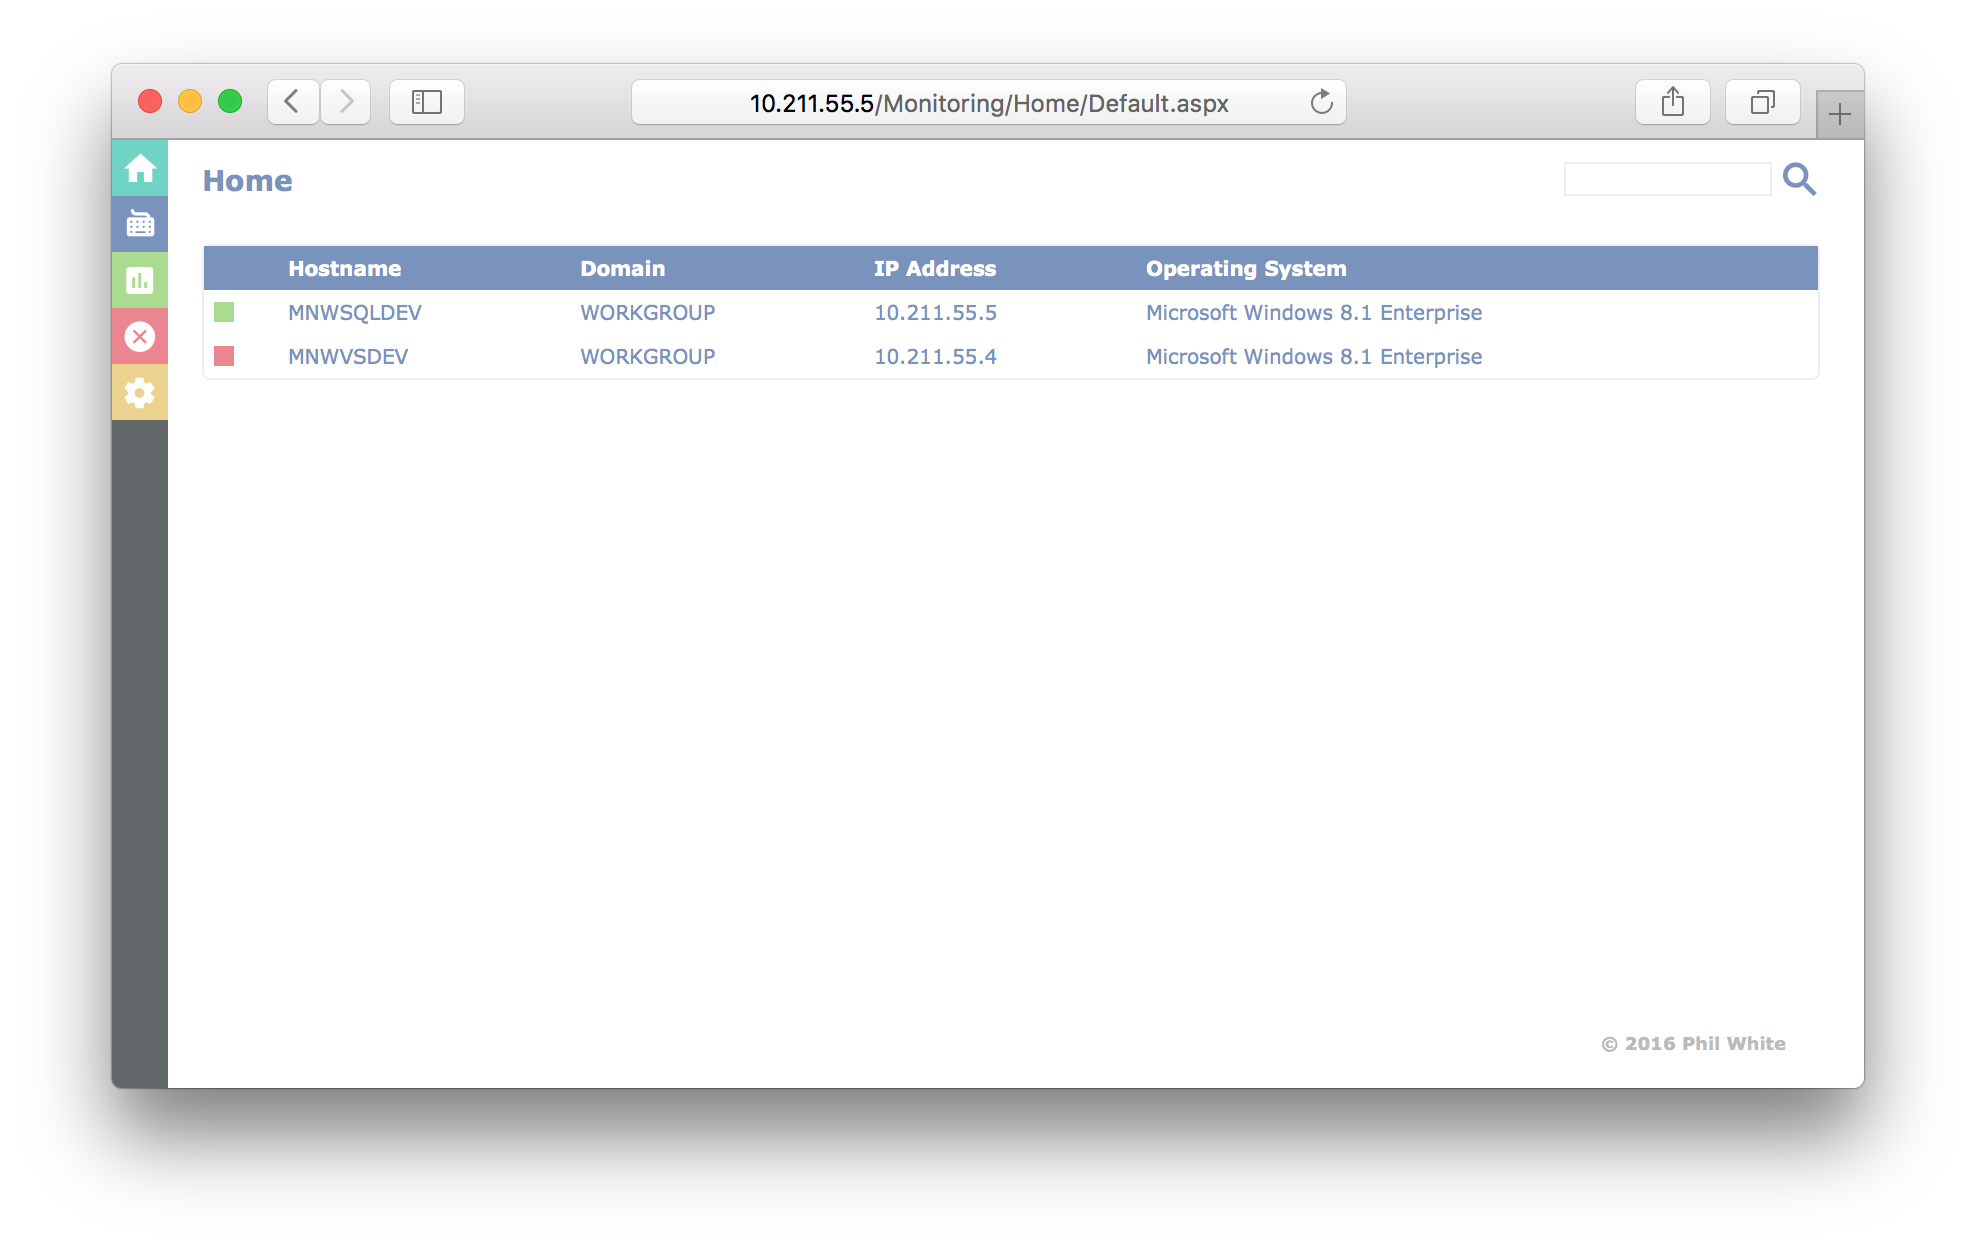 10.211.55.5/Monitoring/Home/Default.aspx
Home
Hostname Domain IP Address Operating System
MNWSQLDEV WORKGROUP 10.211.55.5 Microsoft Windows 8.1 Enterprise
MNWVSDEV WORKGROUP 10.211.55.4 Microsoft Windows 8.1 Enterprise
© 2016 Phil White